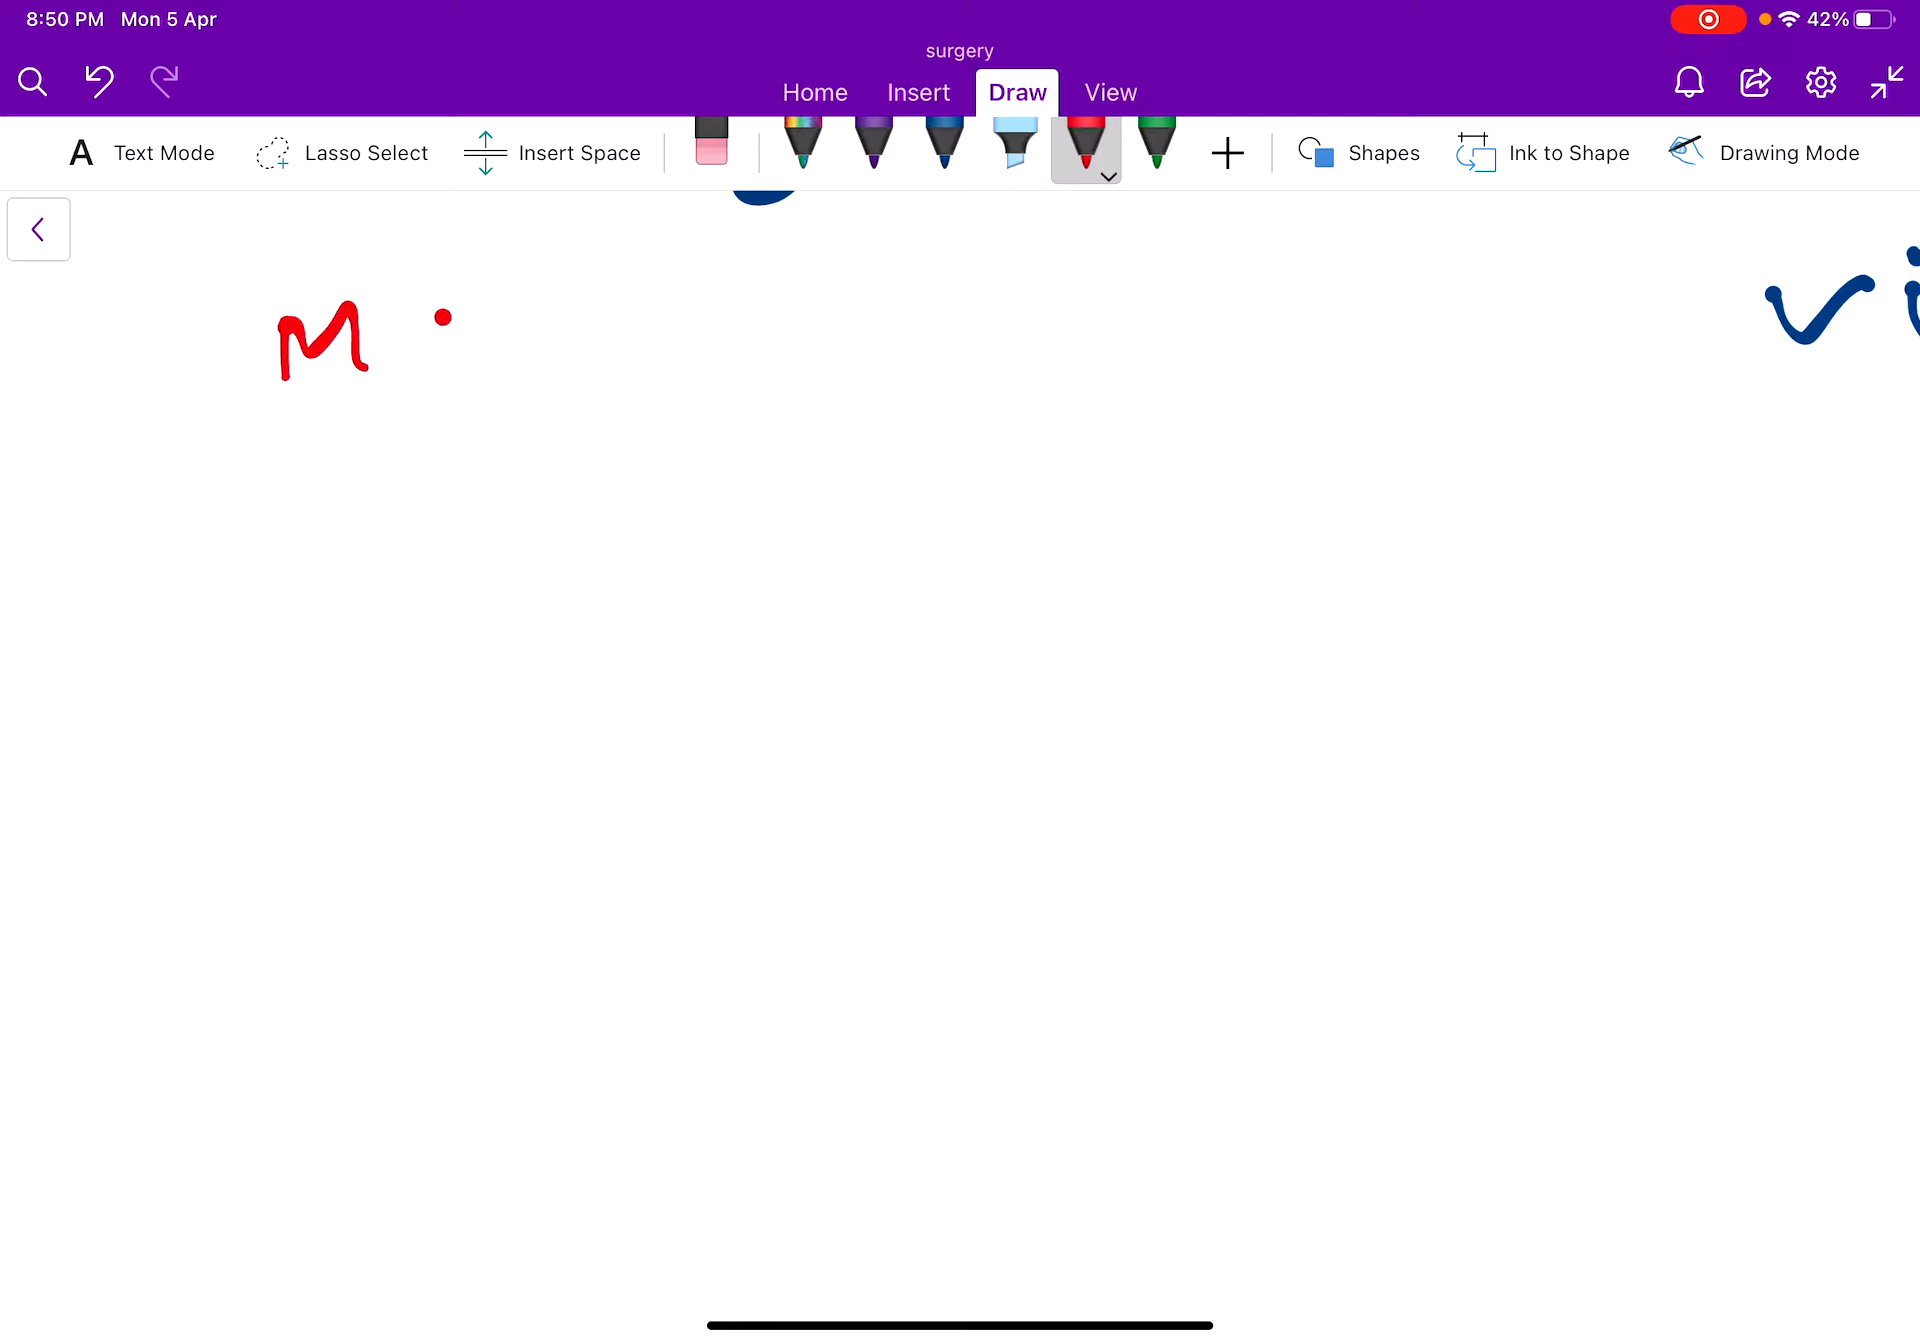 8:50 PM Mon 5 Apr 42%
surgery
Home Insert Draw View
A Text Mode Lasso Select Insert Space Shapes Ink to Shape Drawing Mode
M vi